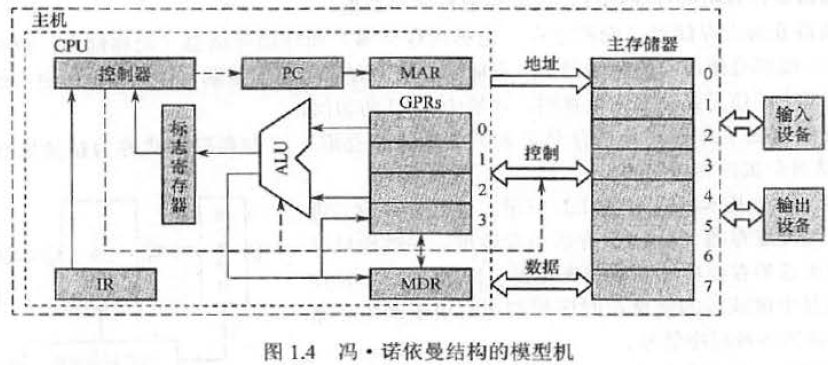 主机
CPU
控制器
PC
MAR
地址
主存储器
GPRs
标志寄存器
ALU
0
1
2
3
控制
0
1
2
3
4
5
6
7
输入
设备
输出
设备
IR
MDR
数据
图 1.4 冯·诺依曼结构的模型机